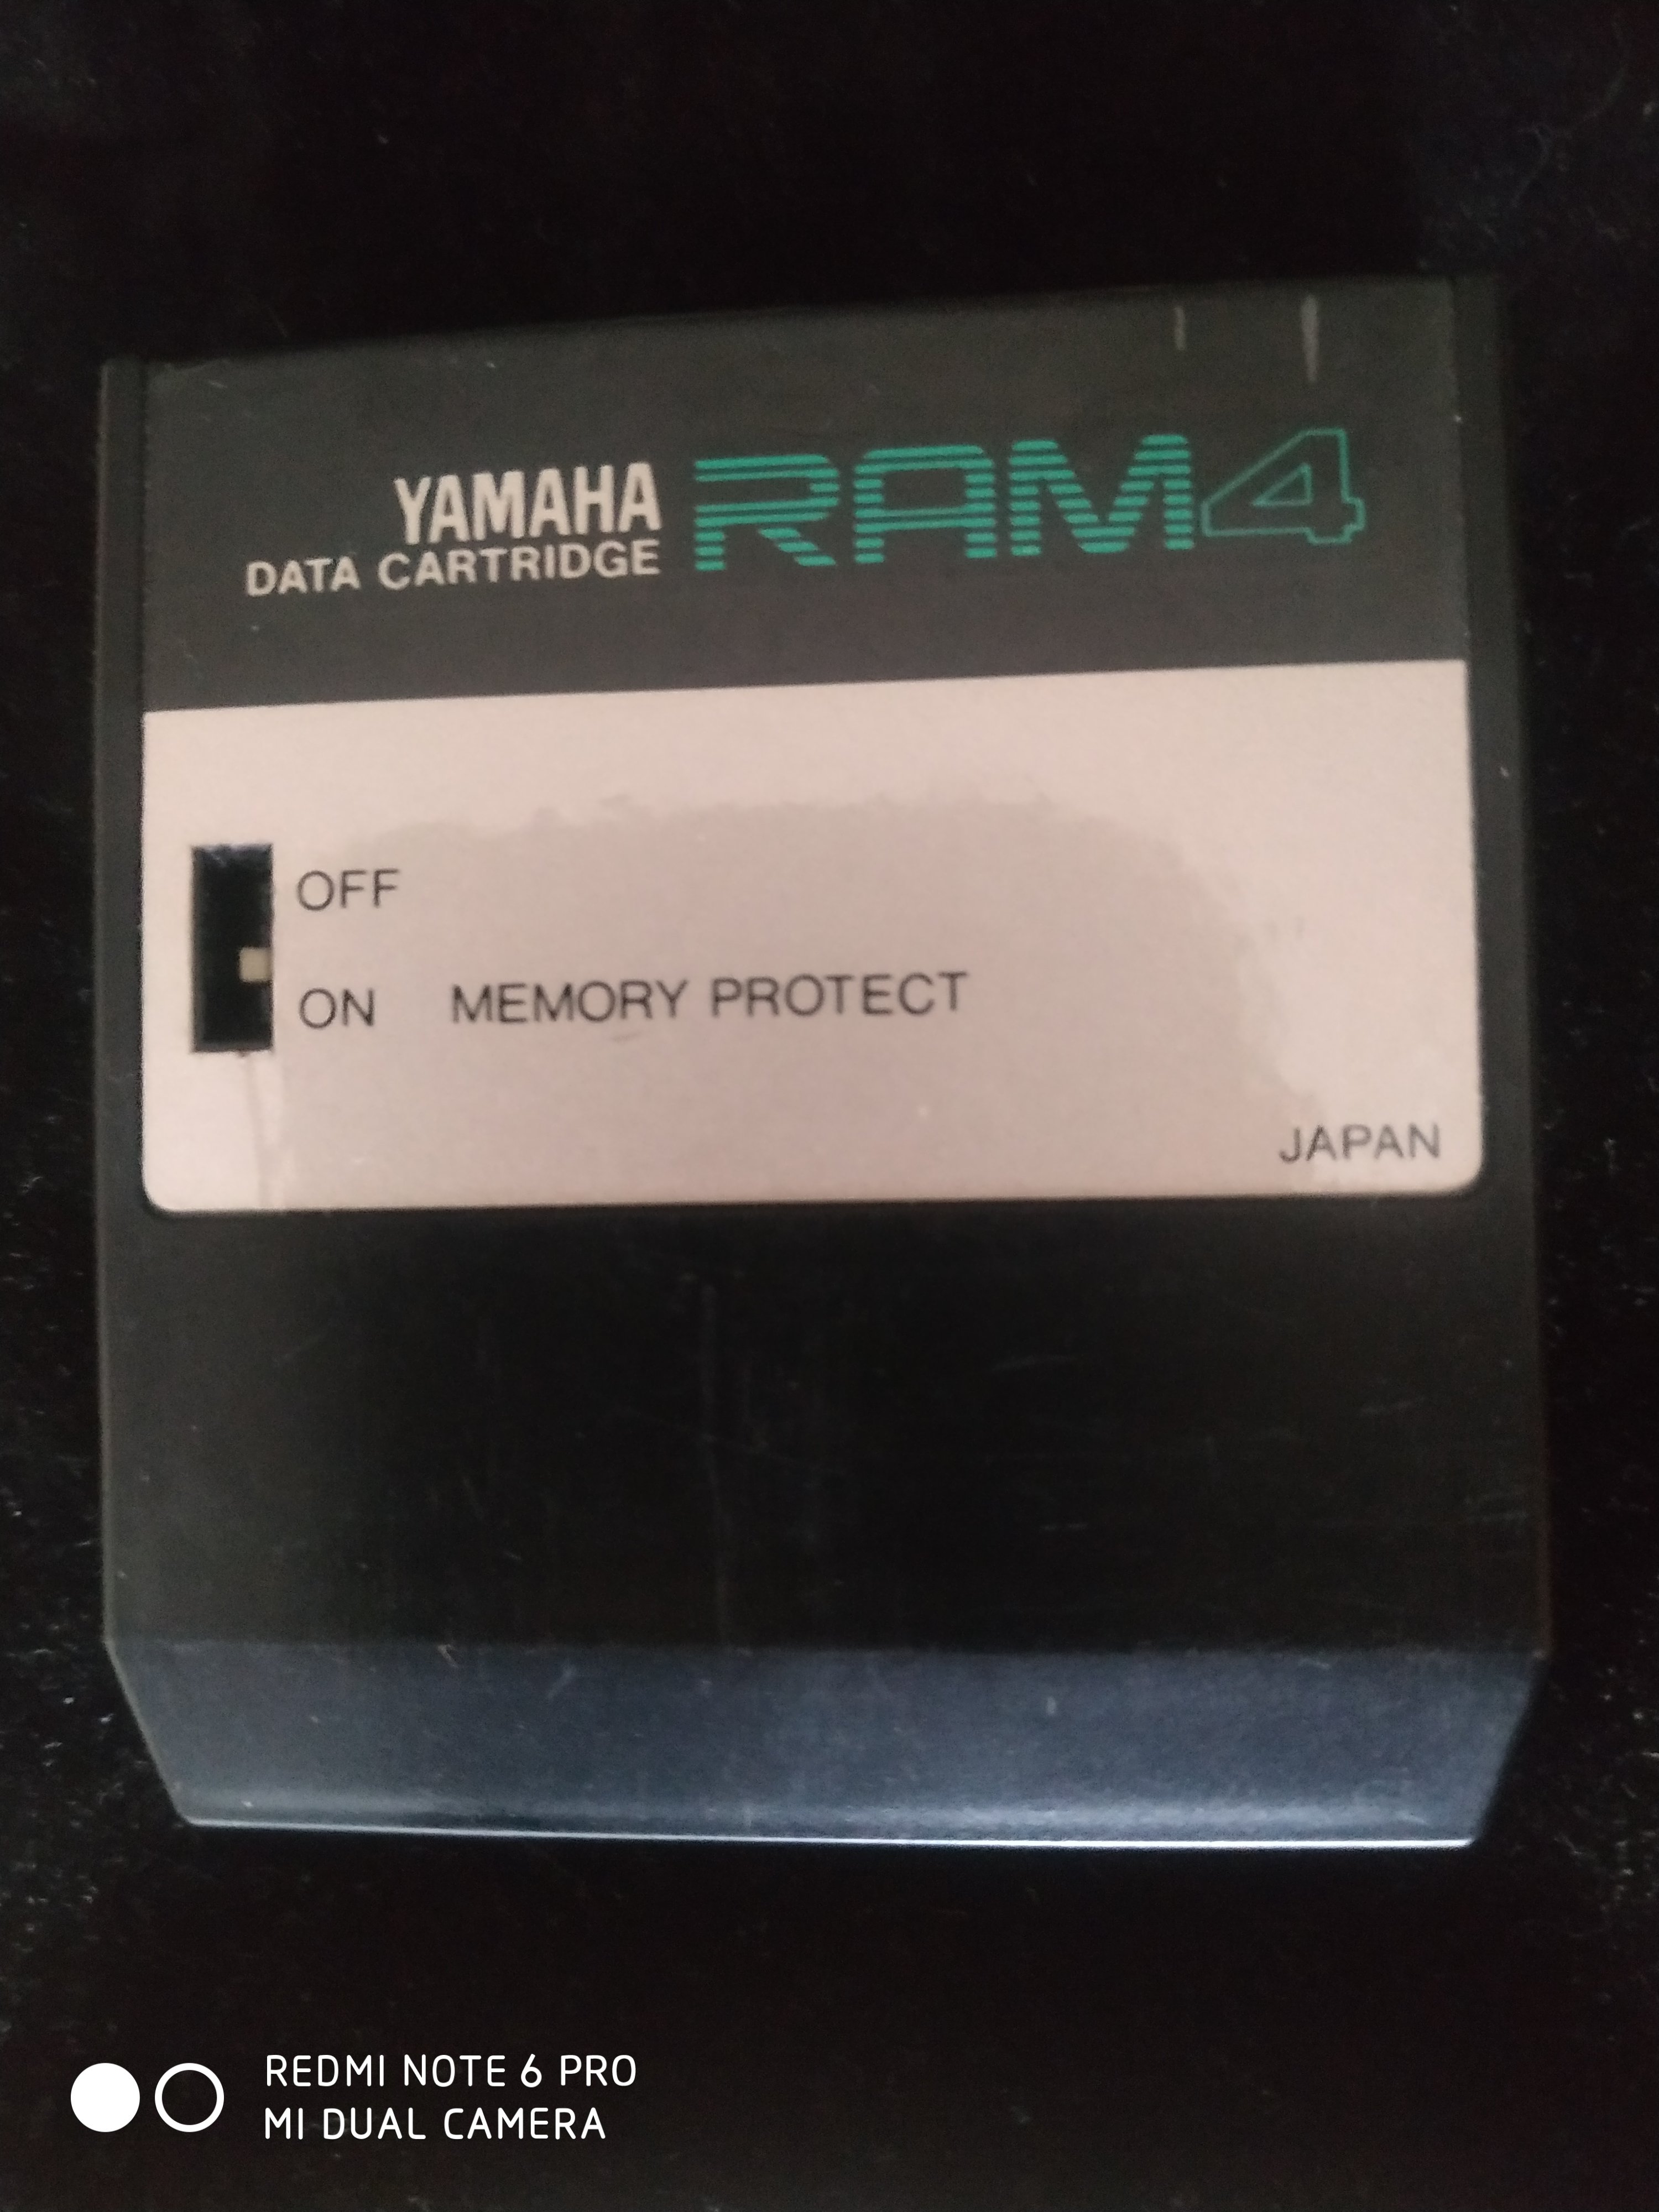 YAMAHA RAM4
DATA CARTRIDGE
OFF
ON MEMORY PROTECT
JAPAN
REDMI NOTE 6 PRO
MI DUAL CAMERA